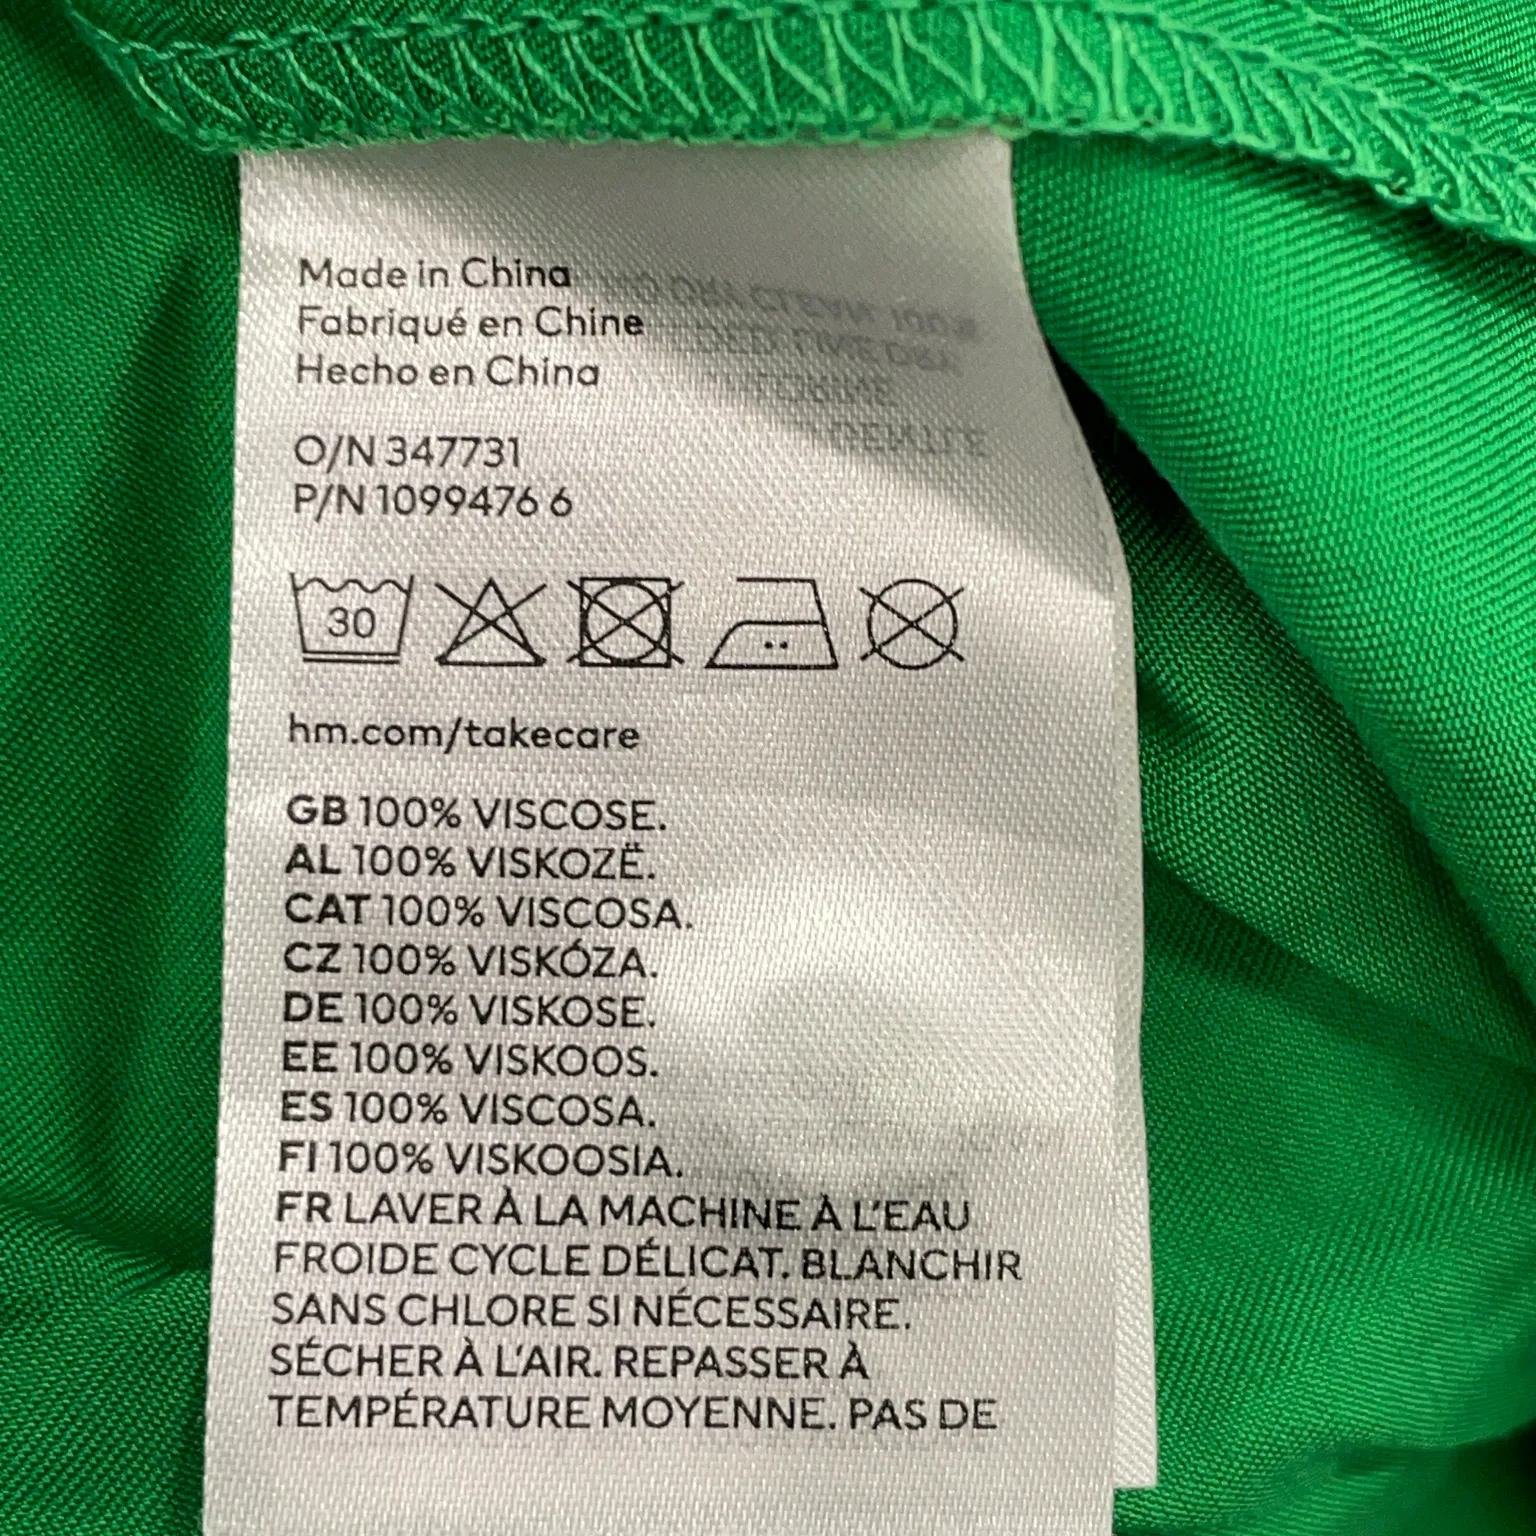 Made in China
Fabriqué en Chine
Hecho en China
O/N 347731
P/N 1099476 6
30
hm.com/takecare
GB 100% VISCOSE.
AL 100% VISKOZË.
CAT 100% VISCOSA.
CZ 100% VISKÓZA.
DE 100% VISKOSE.
EE 100% VISKOOS.
ES 100% VISCOSA.
FI 100% VISKOOSIA.
FR LAVER À LA MACHINE À L'EAU
FROIDE CYCLE DÉLICAT. BLANCHIR
SANS CHLORE SI NÉCESSAIRE.
SÉCHER À L'AIR. REPASSER À
TEMPÉRATURE MOYENNE. PAS DE